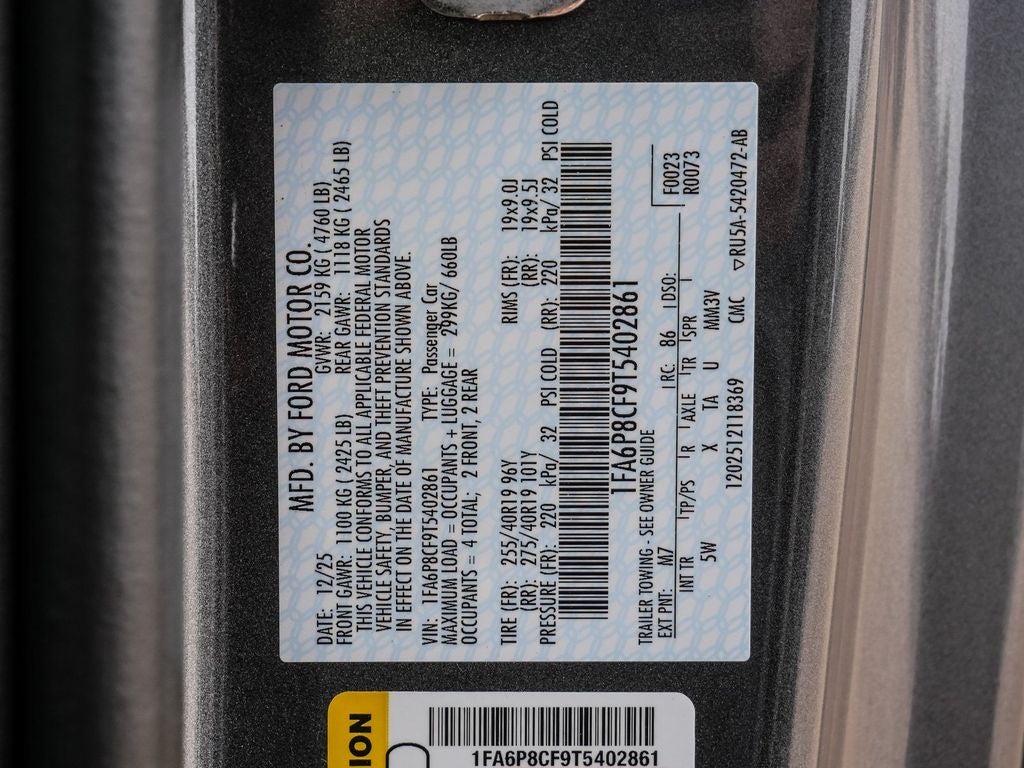 MFD. BY FORD MOTOR CO.
DATE: 12/25 GVWR: 2159 KG ( 4760 LB)
FRONT GAWR: 1100 KG ( 2425 LB) REAR GAWR: 1118 KG ( 2465 LB)
THIS VEHICLE CONFORMS TO ALL APPLICABLE FEDERAL MOTOR
VEHICLE SAFETY, BUMPER, AND THEFT PREVENTION STANDARDS
IN EFFECT ON THE DATE OF MANUFACTURE SHOWN ABOVE.
VIN: 1FA6P8CF9T5402861 TYPE: Passenger Car
MAXIMUM LOAD = OCCUPANTS + LUGGAGE = 299KG/ 660LB
OCCUPANTS = 4 TOTAL; 2 FRONT, 2 REAR
TIRE (FR): 255/40R19 96Y RIMS (FR): 19x9.0J
(RR): 275/40R19 101Y (RR): 19x9.5J
PRESSURE (FR): 220 kPa/ 32 PSI COLD (RR): 220 kPa/ 32 PSI COLD
1FA6P8CF9T5402861
TRAILER TOWING - SEE OWNER GUIDE
F0023
EXT PNT: M7 RC: 86 DSO: R0073
INT TR TP/PS R AXLE TR SPR
5W X TA U MM3V
1202512118369 CMC ▽RU5A-5420472-AB
ION
1FA6P8CF9T5402861